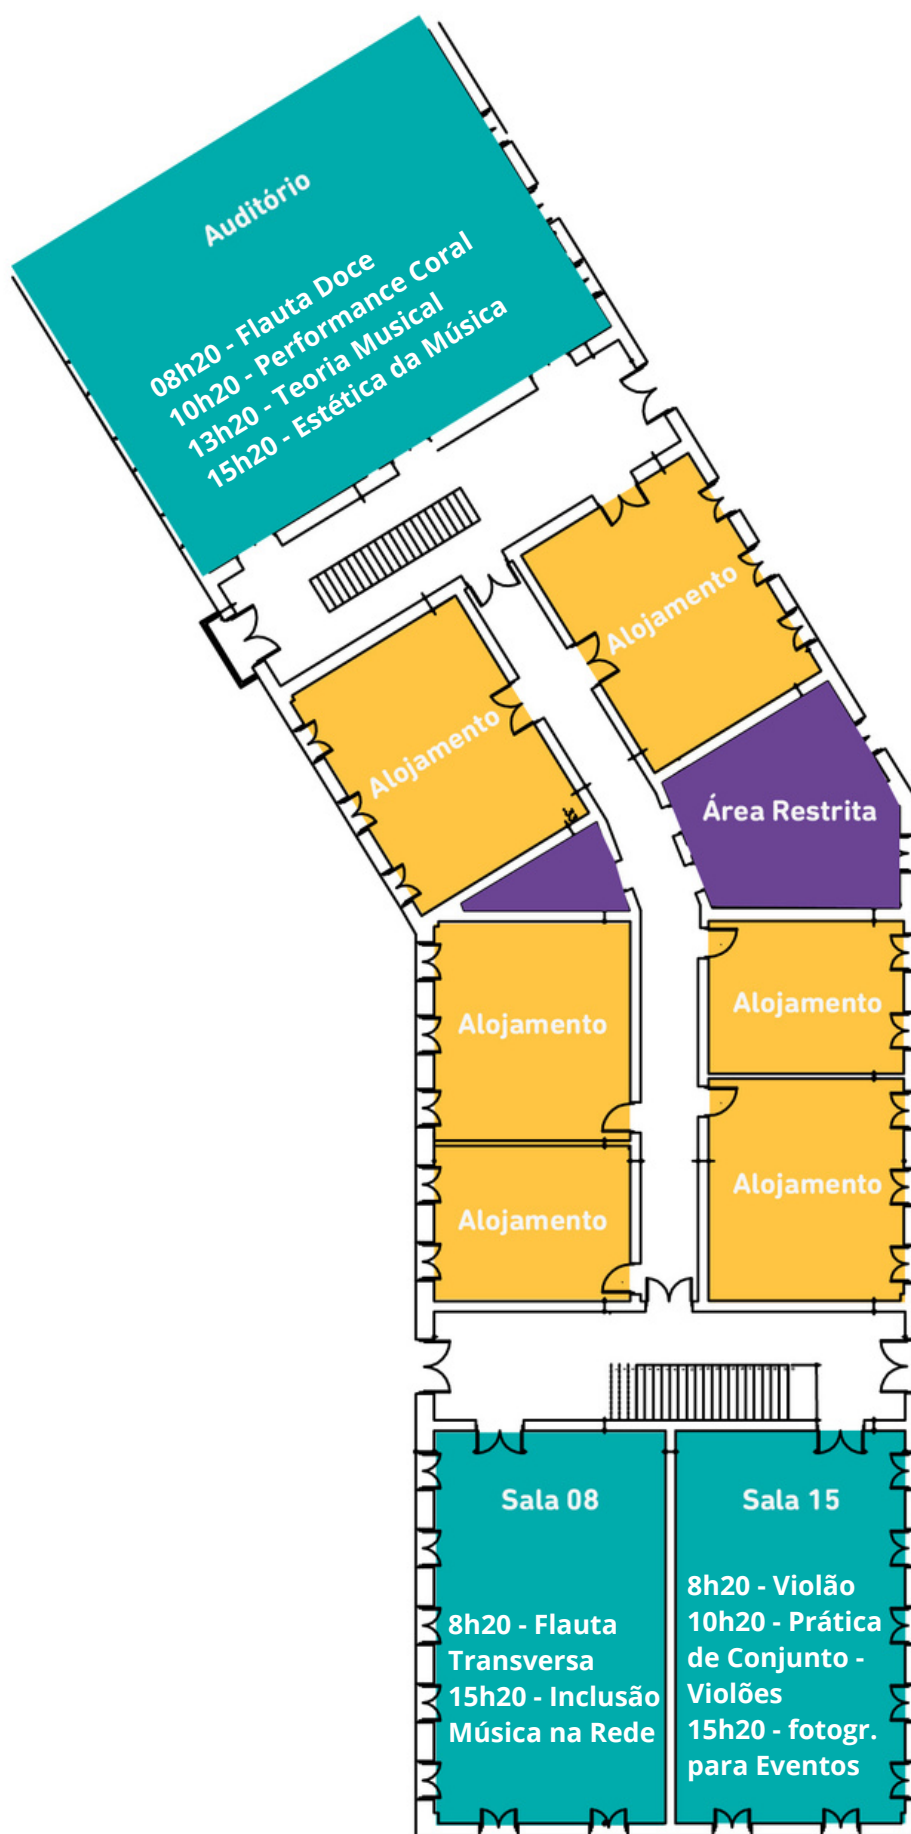 Auditório
08h20 - Flauta Doce
10h20 - Performance Coral
13h20 - Teoria Musical
15h20 - Estética da Música
Alojamento
Alojamento
Área Restrita
Alojamento
Alojamento
Alojamento
Alojamento
Sala 08
8h20 - Flauta
Transversa
15h20 - Inclusão
Música na Rede
Sala 15
8h20 - Violão
10h20 - Prática
de Conjunto -
Violões
15h20 - fotogr.
para Eventos